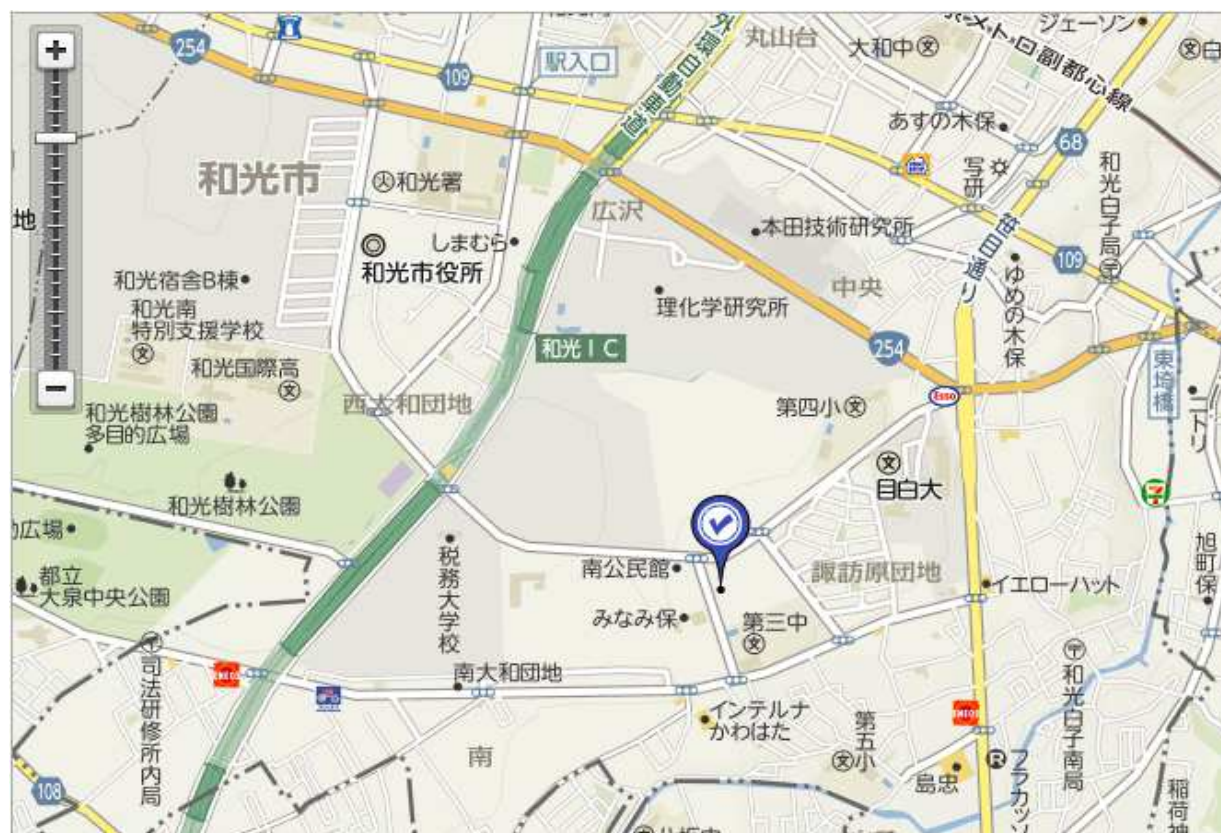 254
109
駅入口
外環自動車道
丸山台
大和中
ジェーソン
副都心線
あすの木保
68
写研
和光白子局
和光市
和光署
しまむら
和光市役所
広沢
本田技術研究所
中央
笹目通り
ゆめの木保
109
地
和光宿舎B棟
和光南
特別支援学校
理化学研究所
和光国際高
和光IC
254
東埼橋
ニトリ
西大和団地
第四小
Esso
和光樹林公園
多目的広場
目白大
和光樹林公園
広場
税務大学校
南公民館
諏訪原団地
イエローハット
旭町保
都立
大泉中央公園
みなみ保
第三中
司法研修所内局
ENEOS
南大和団地
和光白子南局
インテルナ
かわはた
ENEOS
南
第五小
島忠
108